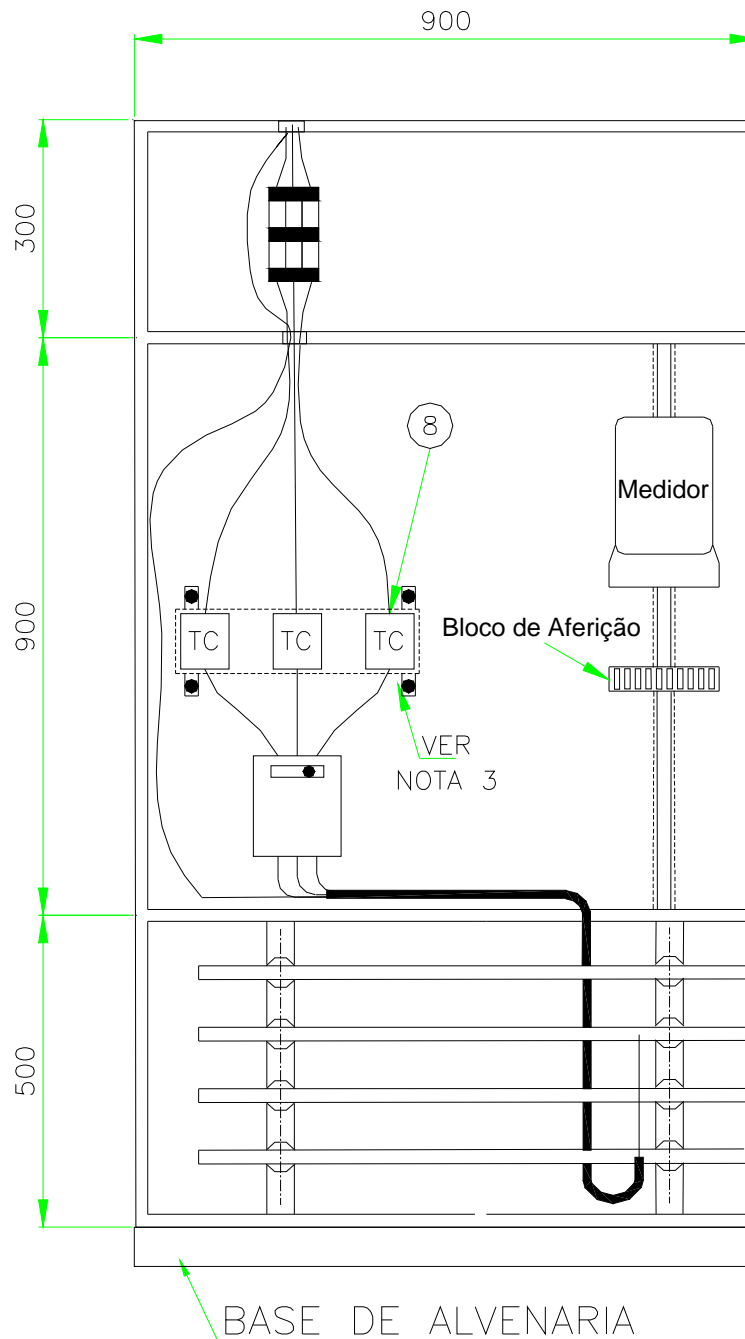 900
300
8
Medidor
900
Bloco de Aferição
TC TC TC
VER
NOTA 3
500
BASE DE ALVENARIA